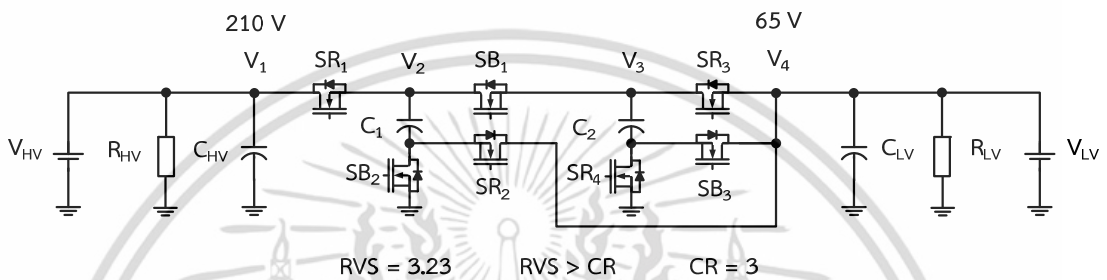 210 V
65 V
V1
SR1
V2
SB1
V3
SR3
V4
VHV
RHV
CHV
C1
SB2
SR2
C2
SR4
SB3
CLV
RLV
VLV
RVS = 3.23
RVS > CR
CR = 3